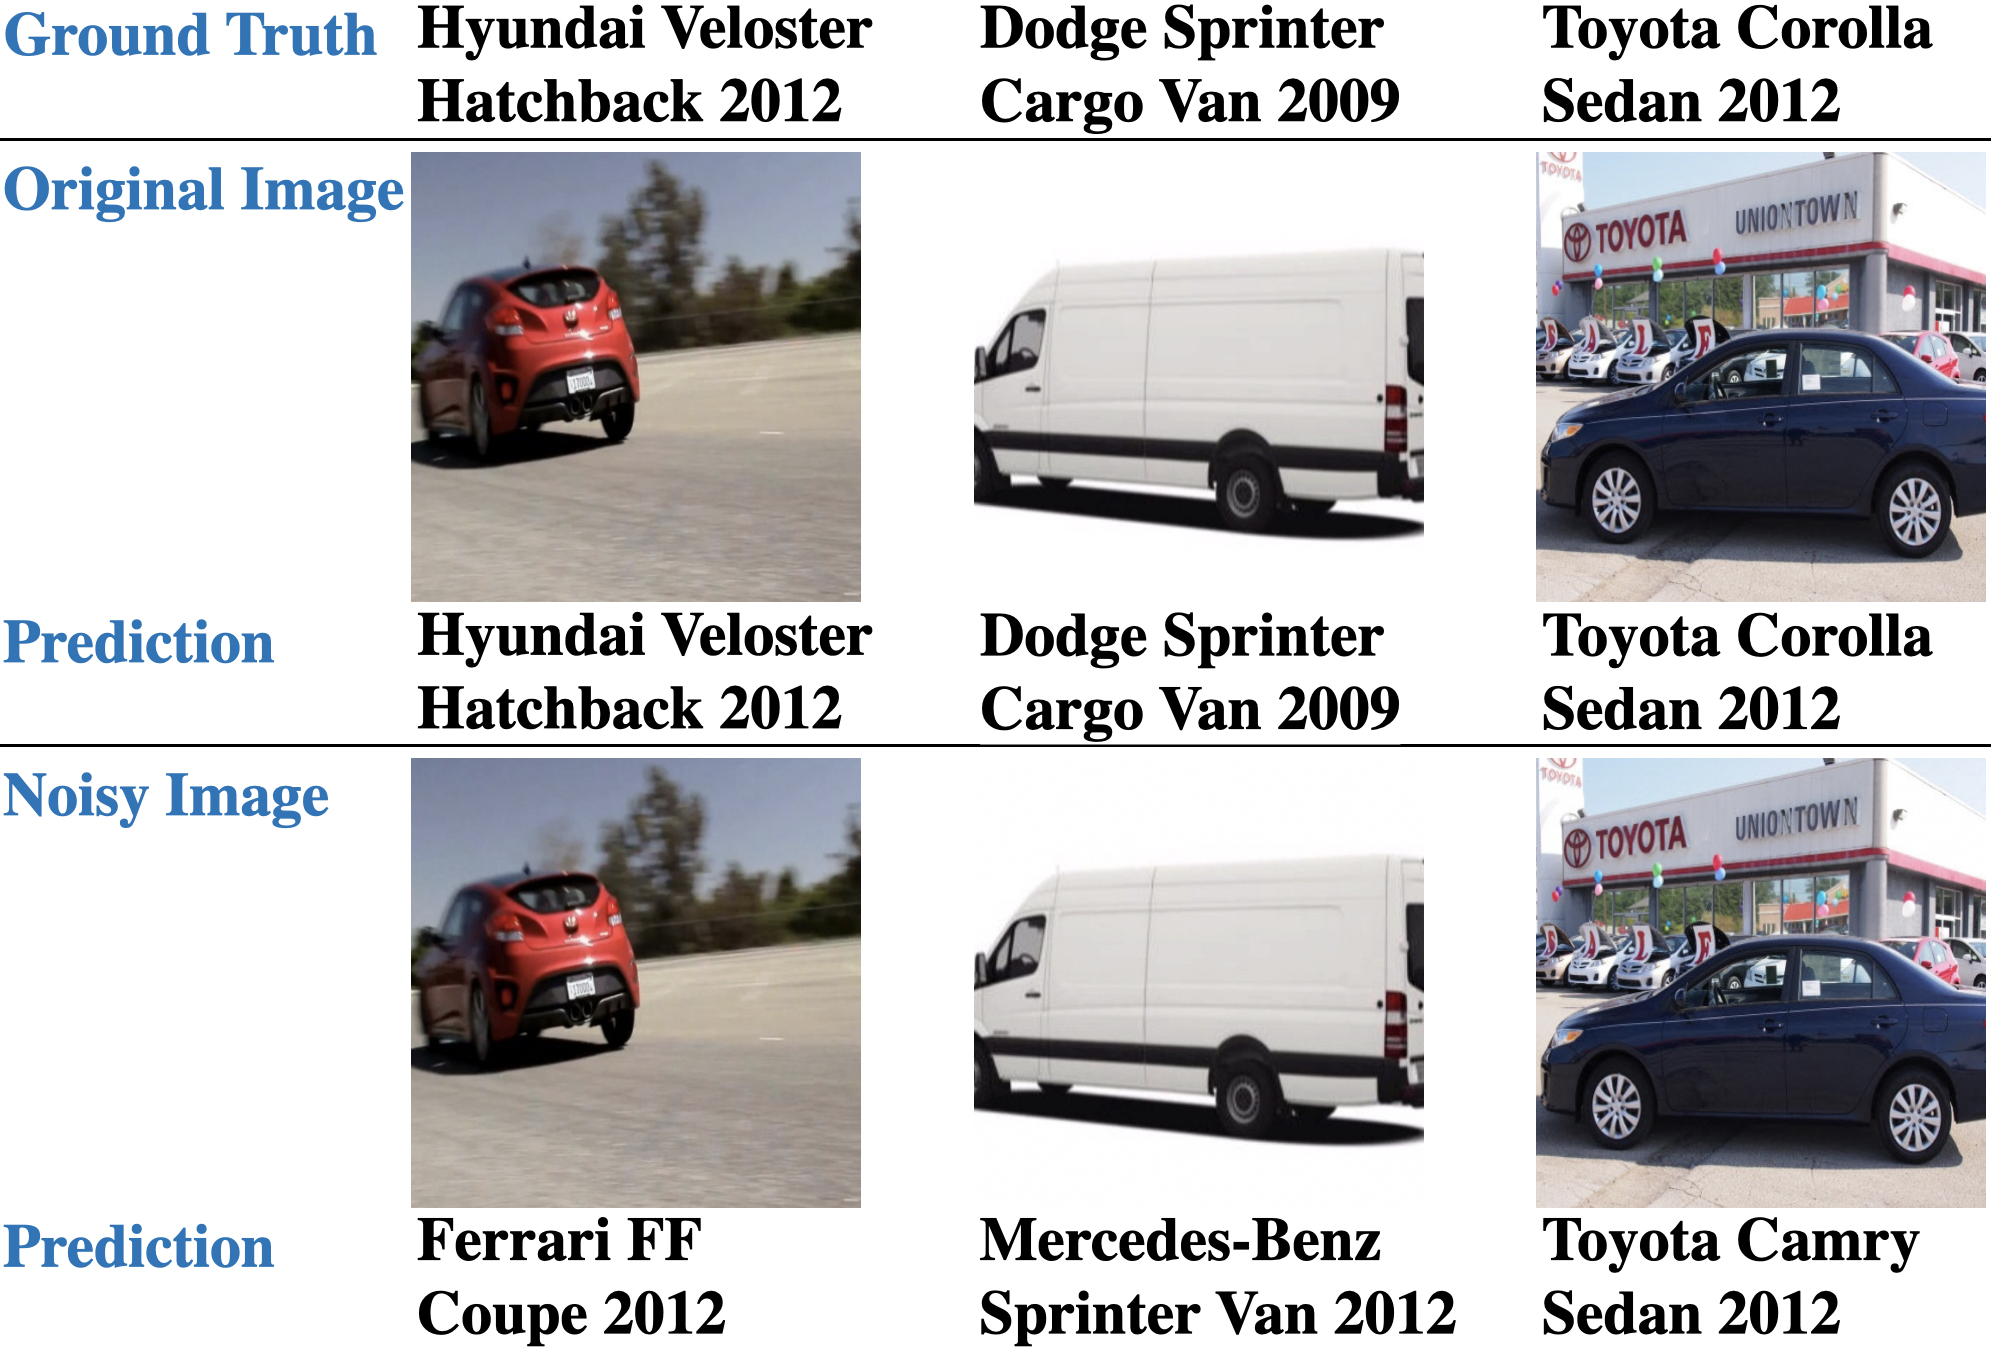 Ground Truth
Hyundai Veloster
Hatchback 2012
Dodge Sprinter
Cargo Van 2009
Toyota Corolla
Sedan 2012
Original Image
TOYOTA
TOYOTA
UNIONTOWN
S A L E
Prediction
Hyundai Veloster
Hatchback 2012
Dodge Sprinter
Cargo Van 2009
Toyota Corolla
Sedan 2012
Noisy Image
TOYOTA
TOYOTA
UNIONTOWN
S A L E
Prediction
Ferrari FF
Coupe 2012
Mercedes-Benz
Sprinter Van 2012
Toyota Camry
Sedan 2012